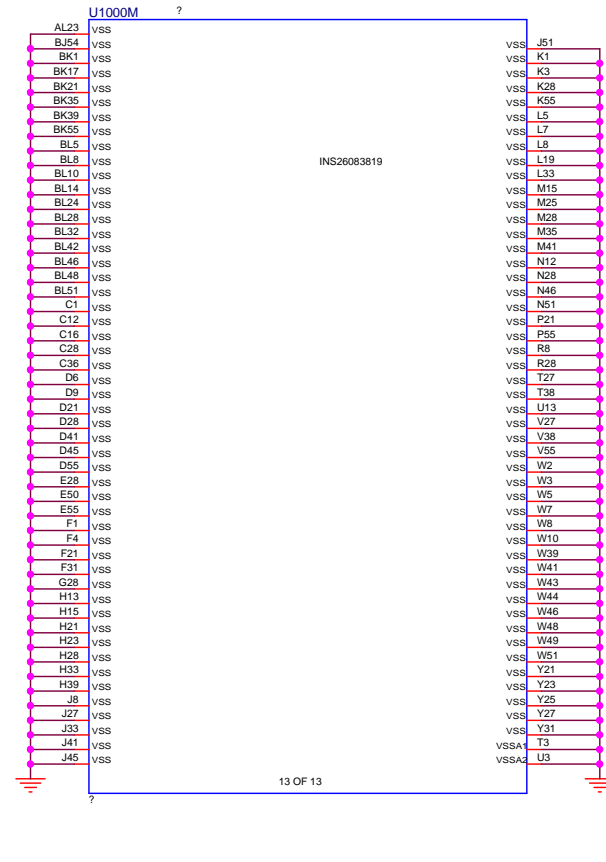 U1000M ?
AL23 VSS
BJ54 VSS VSS J51
BK1 VSS VSS K1
BK17 VSS VSS K3
BK21 VSS VSS K28
BK35 VSS VSS K55
BK39 VSS VSS L5
BK55 VSS VSS L7
BL5 VSS VSS L8
BL8 VSS INS26083819 VSS L19
BL10 VSS VSS L33
BL14 VSS VSS M15
BL24 VSS VSS M25
BL28 VSS VSS M28
BL32 VSS VSS M35
BL42 VSS VSS M41
BL46 VSS VSS N12
BL48 VSS VSS N28
BL51 VSS VSS N46
C1 VSS VSS N51
C12 VSS VSS P21
C16 VSS VSS P55
C28 VSS VSS R8
C36 VSS VSS R28
D6 VSS VSS T27
D9 VSS VSS T38
D21 VSS VSS U13
D28 VSS VSS V27
D41 VSS VSS V38
D45 VSS VSS V55
D55 VSS VSS W2
E28 VSS VSS W3
E50 VSS VSS W5
E55 VSS VSS W7
F1 VSS VSS W8
F4 VSS VSS W10
F21 VSS VSS W39
F31 VSS VSS W41
G28 VSS VSS W43
H13 VSS VSS W44
H15 VSS VSS W46
H21 VSS VSS W48
H23 VSS VSS W49
H28 VSS VSS W51
H33 VSS VSS Y21
H39 VSS VSS Y23
J8 VSS VSS Y25
J27 VSS VSS Y27
J33 VSS VSS Y31
J41 VSS VSSA1 T3
J45 VSS VSSA2 U3
13 OF 13
?